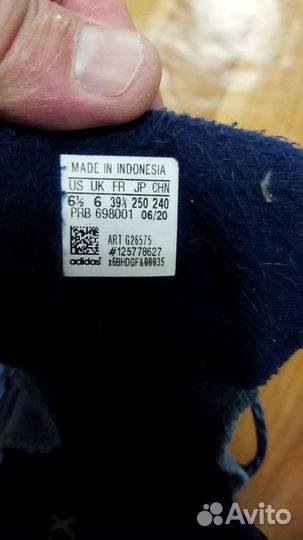 MADE IN INDONESIA
US UK FR JP CHN
6½ 6 39⅓ 250 240
PRB 698001 06/20
ART G26575
#125778627
adidas x6BHDGF&00035
Avito